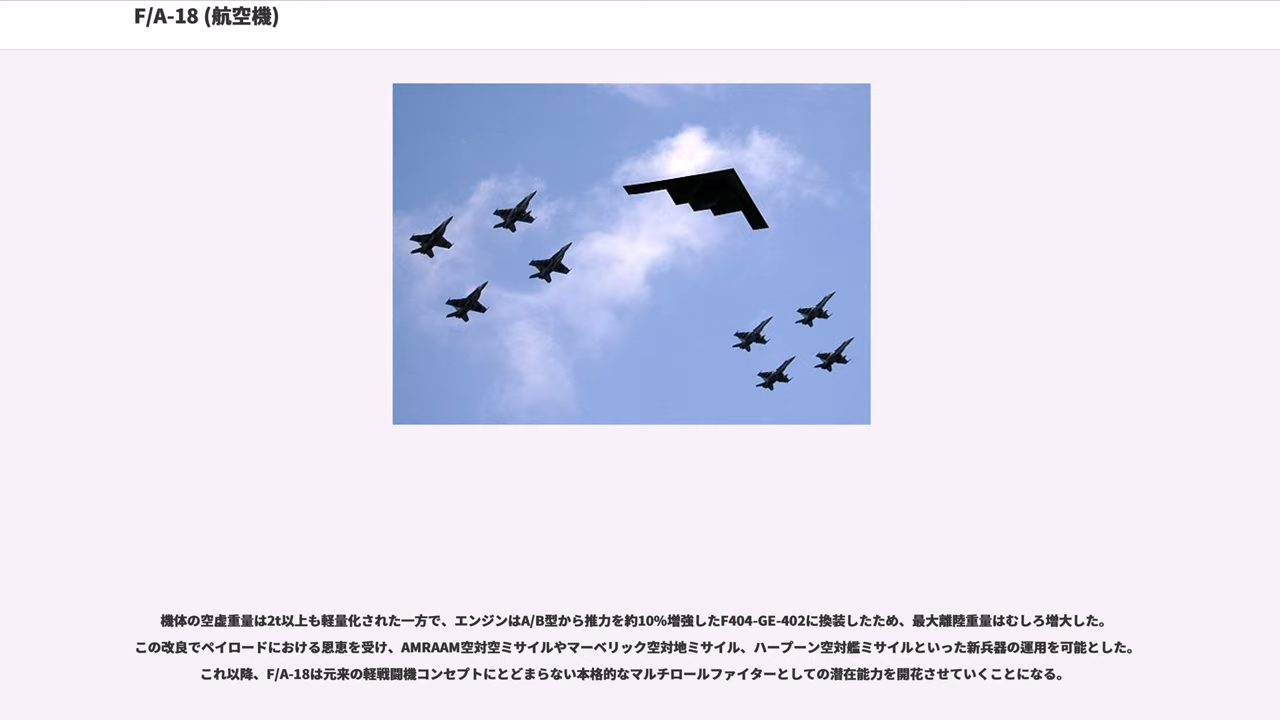 F/A-18 (航空機)
機体の空虚重量は2t以上も軽量化された一方で、エンジンはA/B型から推力を約10%増強したF404-GE-402に換装したため、最大離陸重量はむしろ増大した。
この改良でペイロードにおける恩恵を受け、AMRAAM空対空ミサイルやマーベリック空対地ミサイル、ハープーン空対艦ミサイルといった新兵器の運用を可能とした。
これ以降、F/A-18は元来の軽戦闘機コンセプトにとどまらない本格的なマルチロールファイターとしての潜在能力を開花させていくことになる。